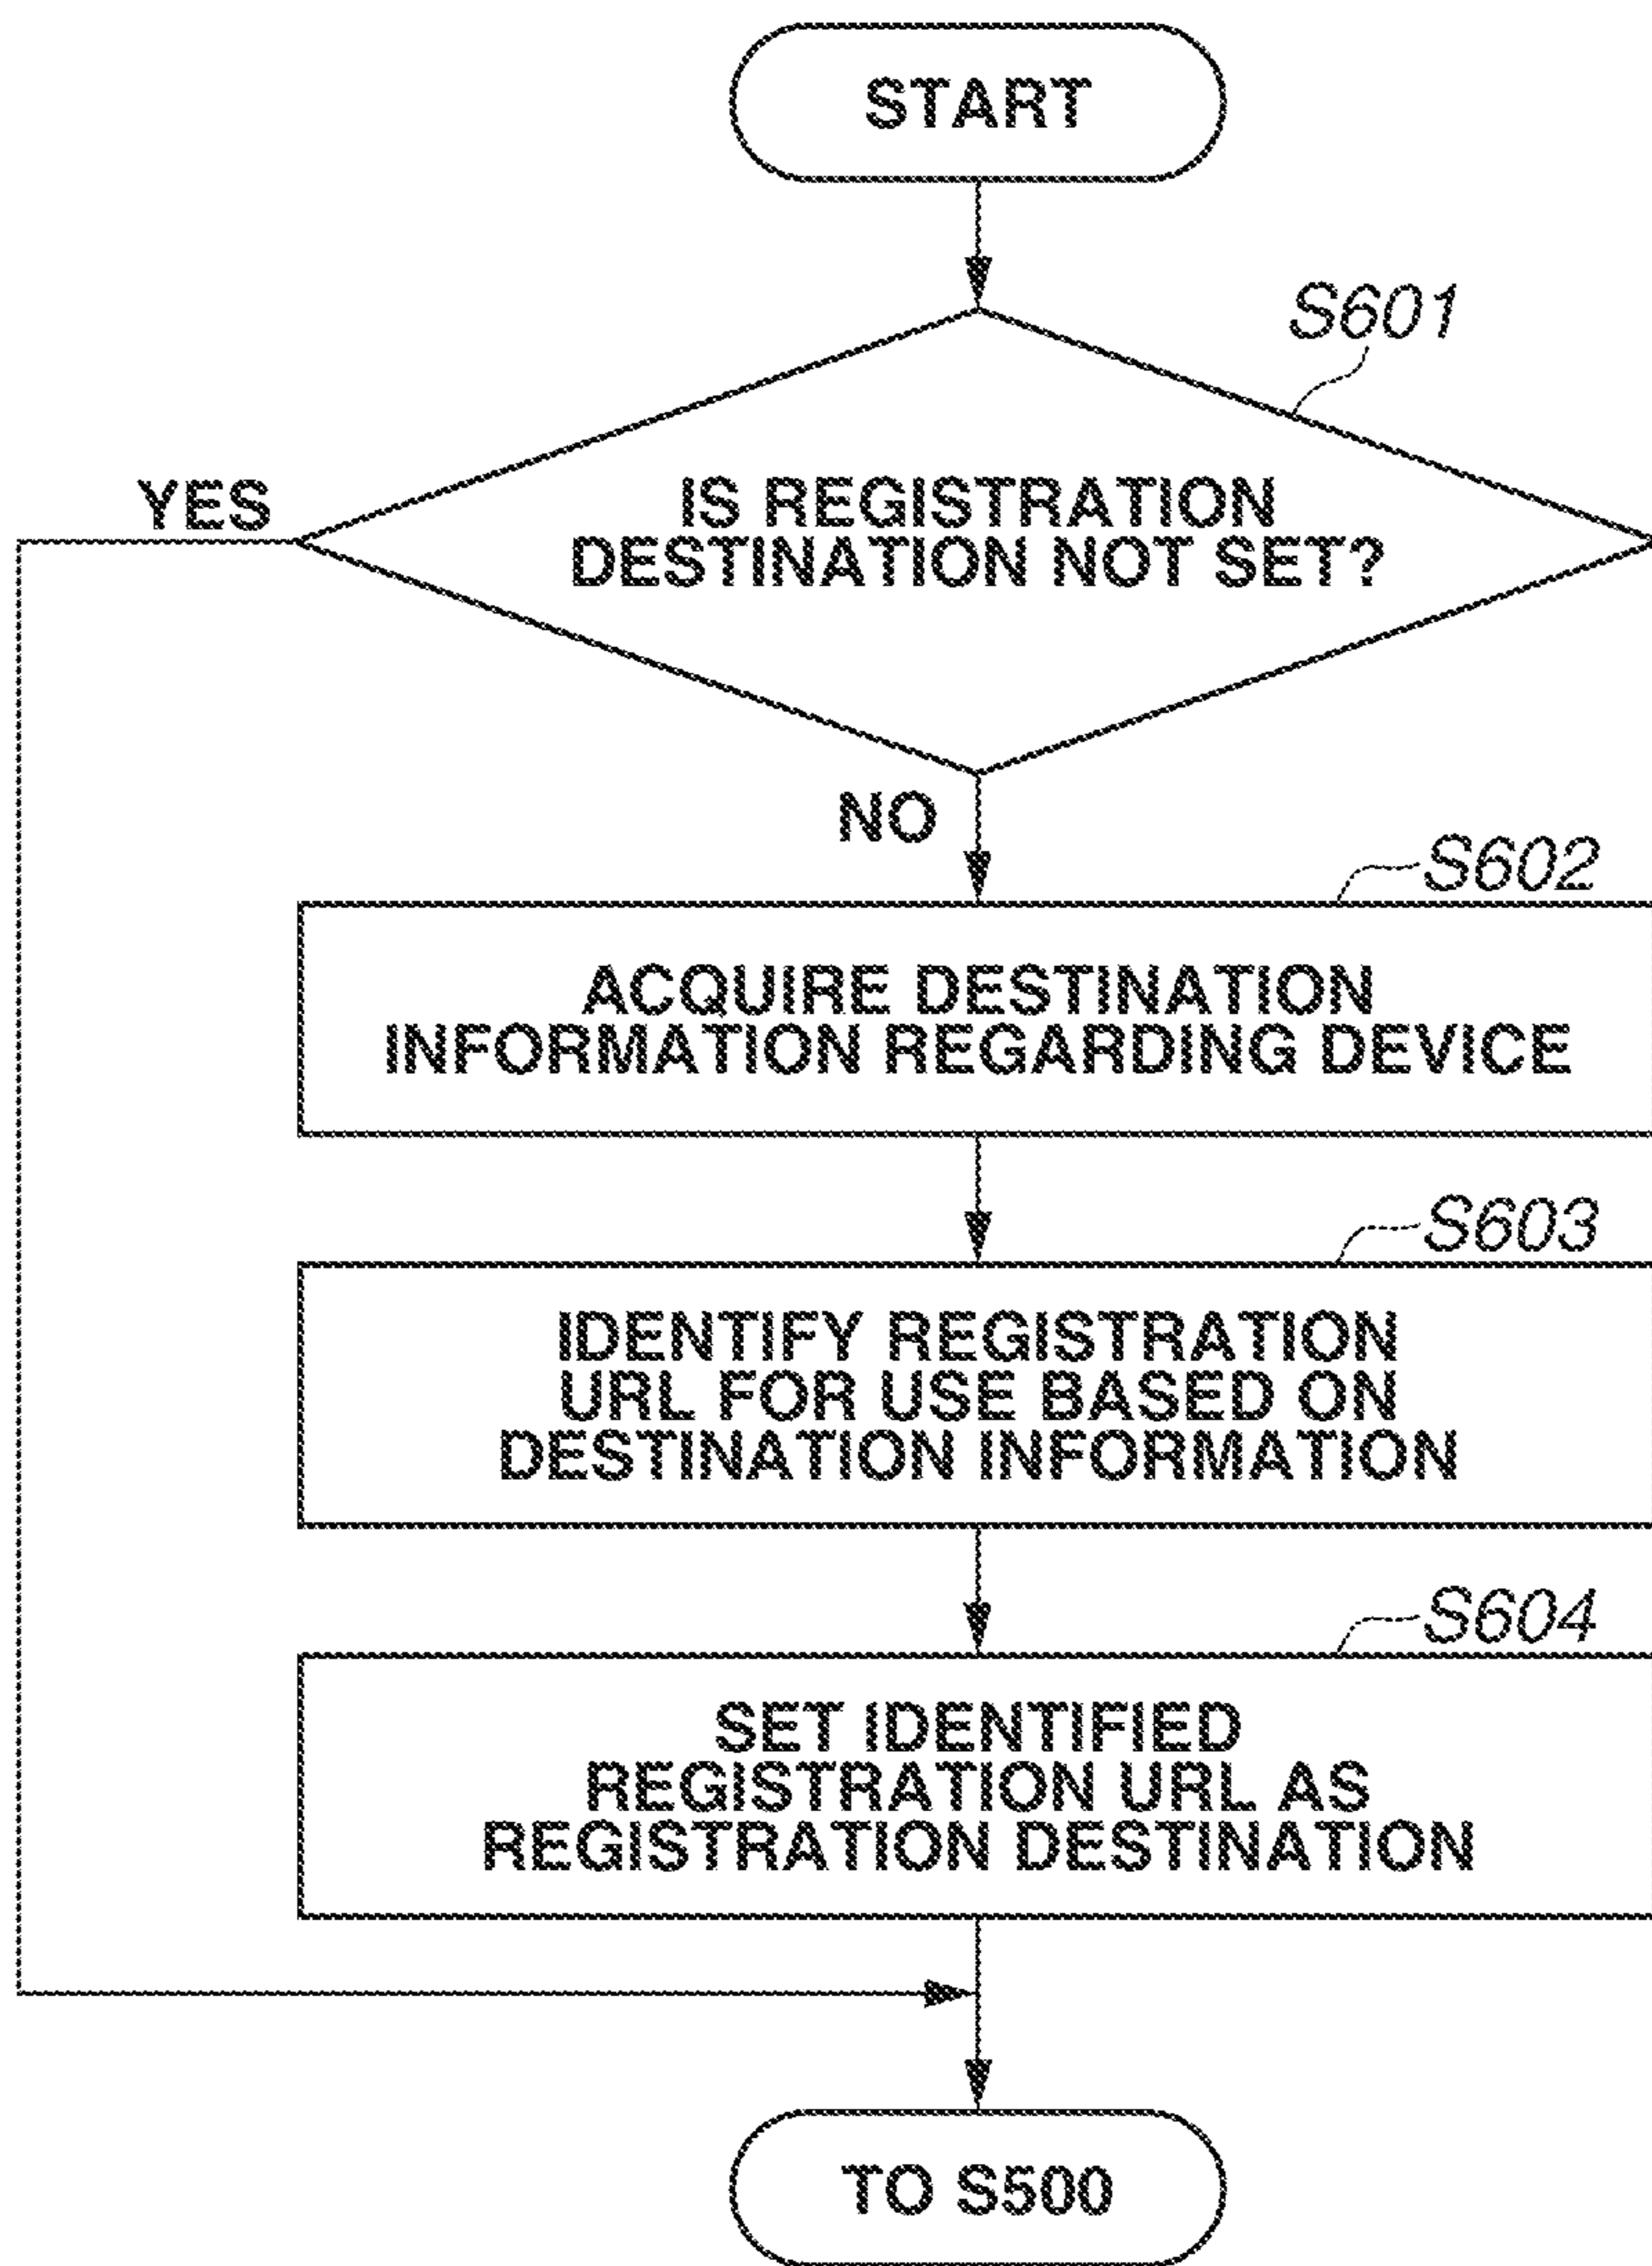 START
S601
YES
IS REGISTRATION
DESTINATION NOT SET?
NO
S602
ACQUIRE DESTINATION
INFORMATION REGARDING DEVICE
S603
IDENTIFY REGISTRATION
URL FOR USE BASED ON
DESTINATION INFORMATION
S604
SET IDENTIFIED
REGISTRATION URL AS
REGISTRATION DESTINATION
TO S500